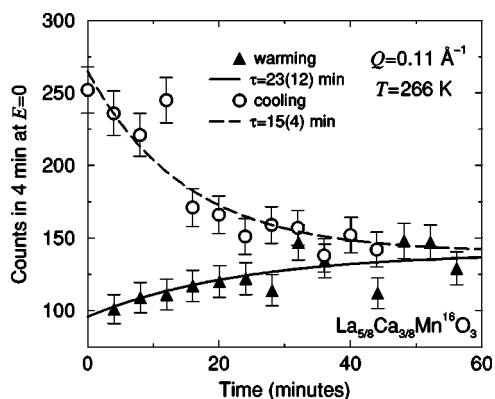 300
250
200
150
100
Counts in 4 min at E=0
warming
τ=23(12) min
cooling
τ=15(4) min
Q=0.11 Å⁻¹
T=266 K
La₅/₈Ca₃/₈Mn¹⁶O₃
0 20 40 60
Time (minutes)